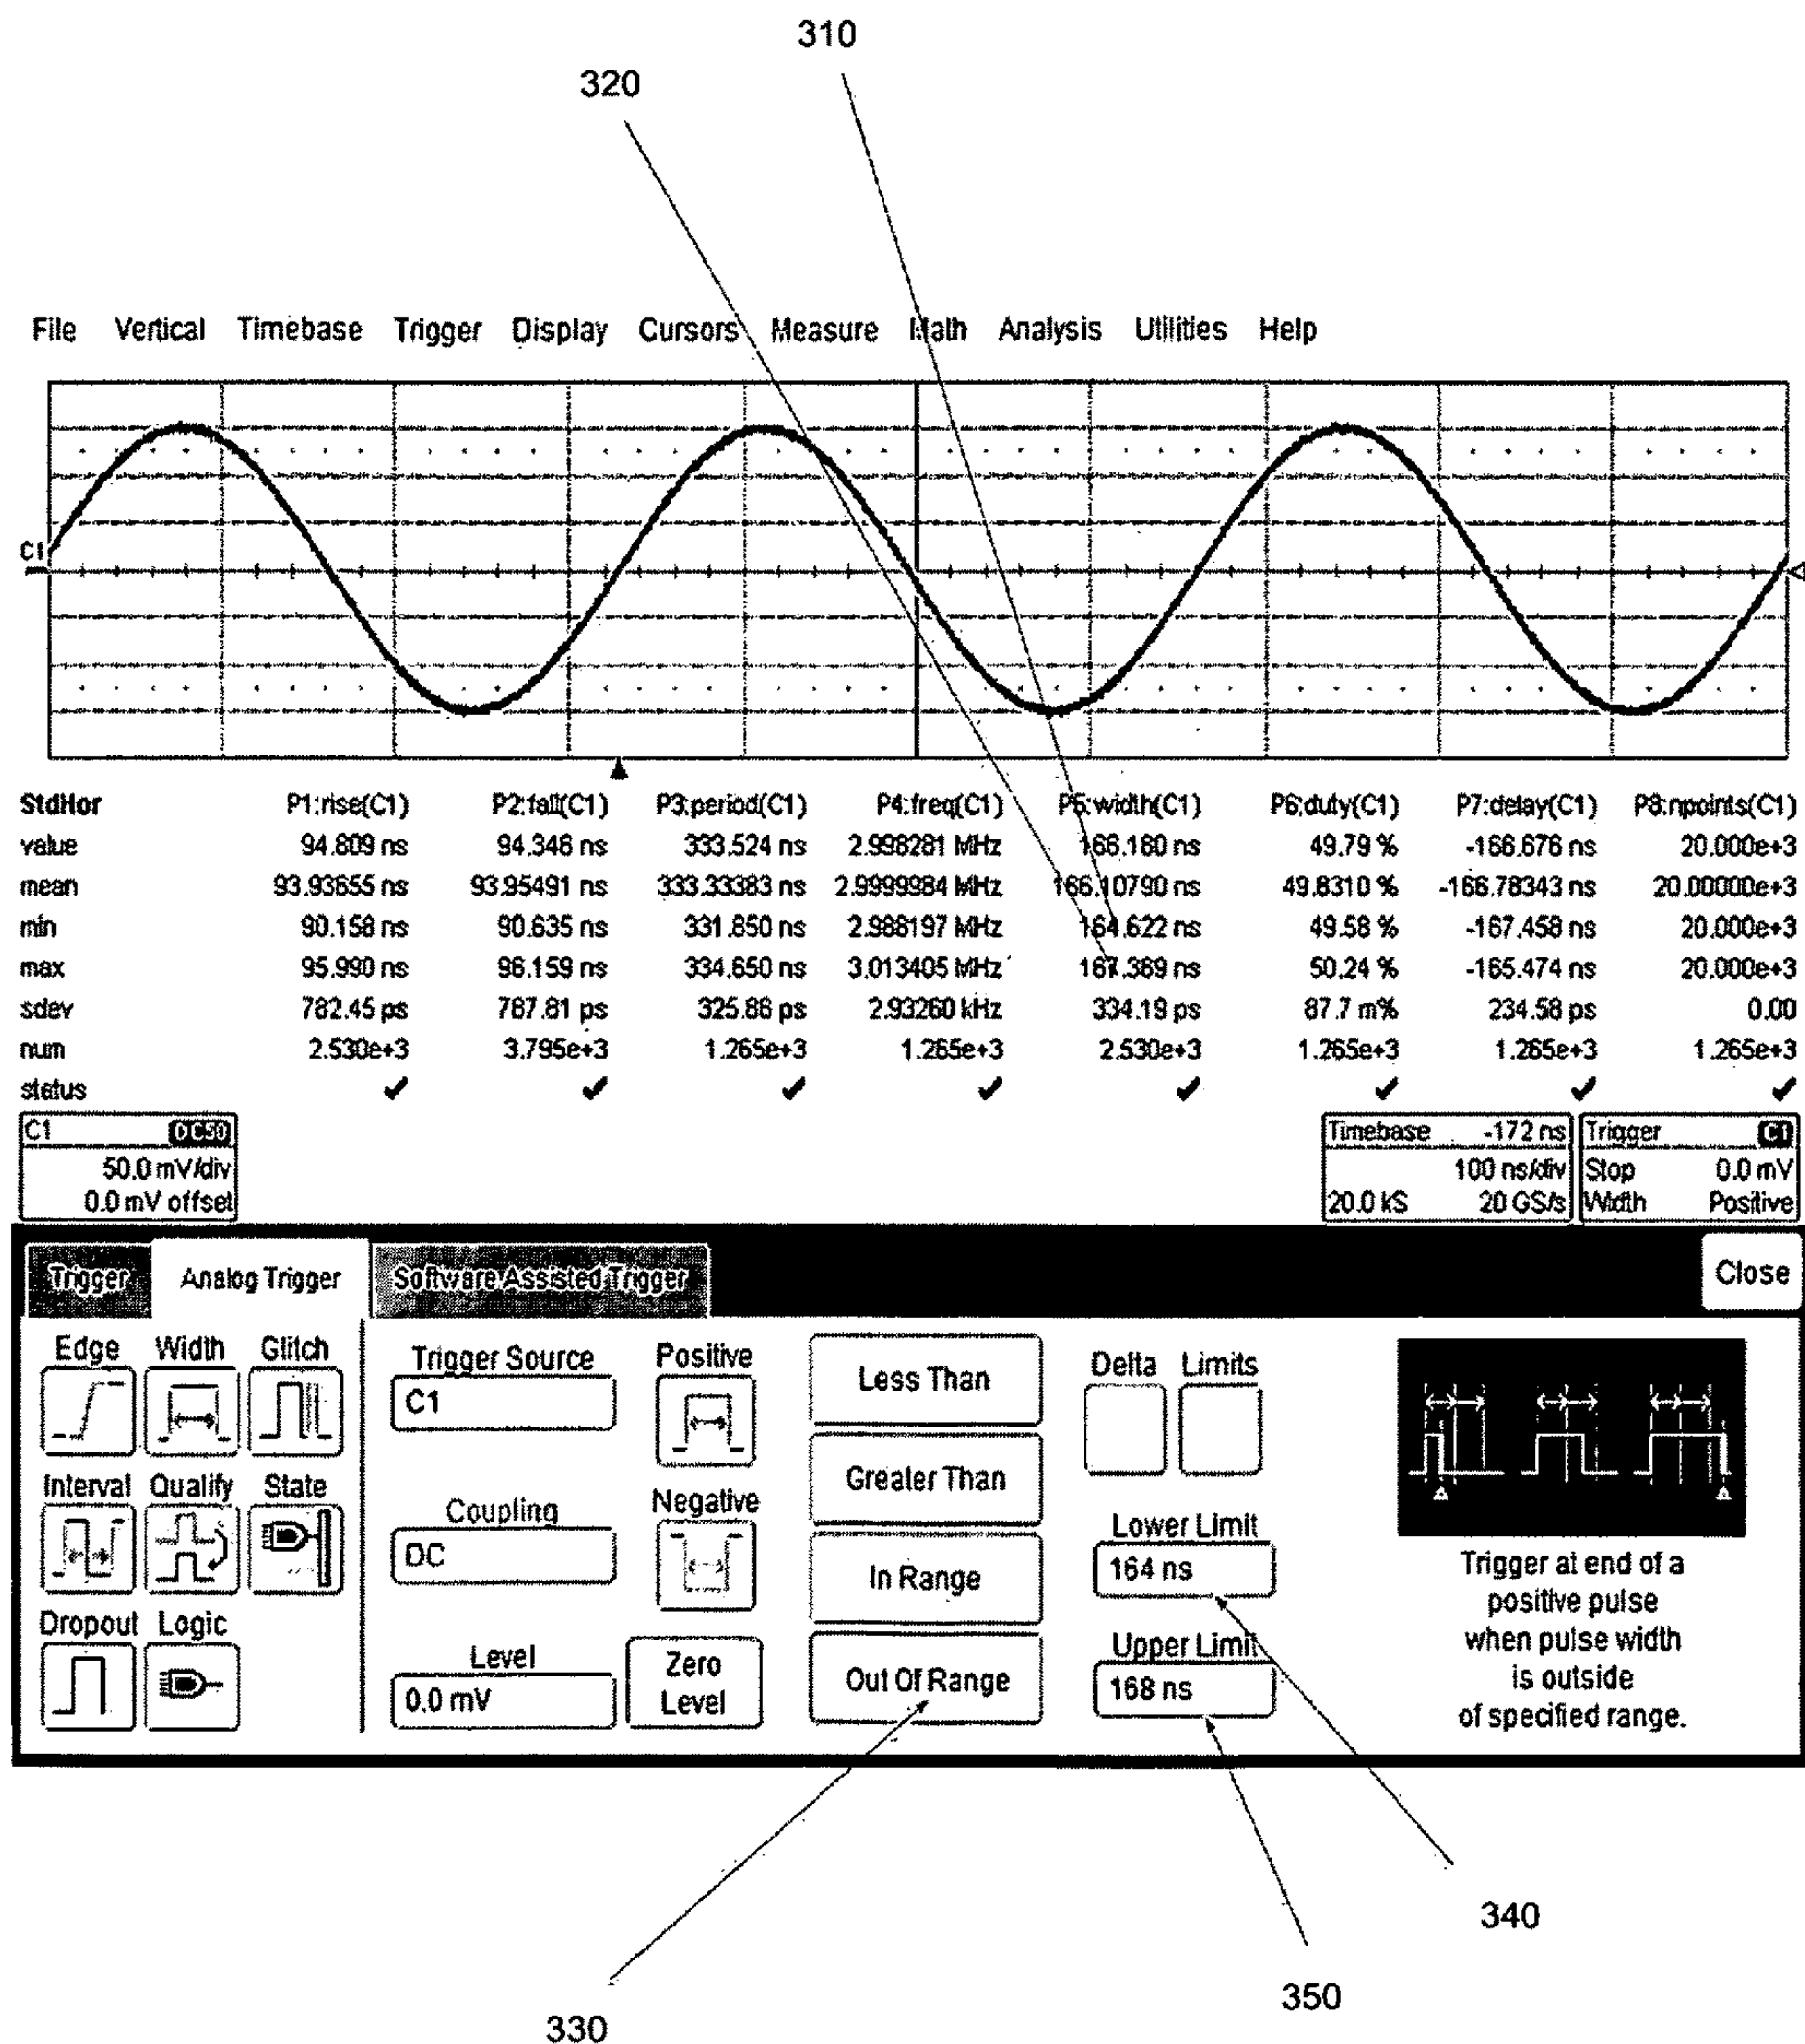 310
320
File Vertical Timebase Trigger Display Cursors Measure Math Analysis Utilities Help
C1
StdHor P1:rise(C1) P2:fall(C1) P3:period(C1) P4:freq(C1) P5:width(C1) P6:duty(C1) P7:delay(C1) P8:npoints(C1)
value 94.809 ns 94.346 ns 333.524 ns 2.998281 MHz 166.160 ns 49.79 % -166.676 ns 20.000e+3
mean 93.93655 ns 93.95491 ns 333.33383 ns 2.9999984 MHz 166.10790 ns 49.8310 % -166.78343 ns 20.00000e+3
min 90.158 ns 90.635 ns 331.850 ns 2.988197 MHz 164.622 ns 49.58 % -167.458 ns 20.000e+3
max 95.990 ns 96.159 ns 334.650 ns 3.013405 MHz 167.369 ns 50.24 % -165.474 ns 20.000e+3
sdev 782.45 ps 787.81 ps 325.86 ps 2.93260 kHz 334.19 ps 87.7 m% 234.58 ps 0.00
num 2.530e+3 3.795e+3 1.265e+3 1.265e+3 2.530e+3 1.265e+3 1.265e+3 1.265e+3
status
C1 DC50
50.0 mV/div
0.0 mV offset
Timebase -172 ns
100 ns/div
20.0 kS 20 GS/s
Trigger C1
Stop 0.0 mV
Width Positive
Trigger Analog Trigger Software Assisted Trigger Close
Edge Width Glitch
Interval Qualify State
Dropout Logic
Trigger Source
C1
Coupling
DC
Level
0.0 mV
Positive
Negative
Zero
Level
Less Than
Greater Than
In Range
Out Of Range
Delta Limits
Lower Limit
164 ns
Upper Limit
168 ns
Trigger at end of a
positive pulse
when pulse width
is outside
of specified range.
340
350
330